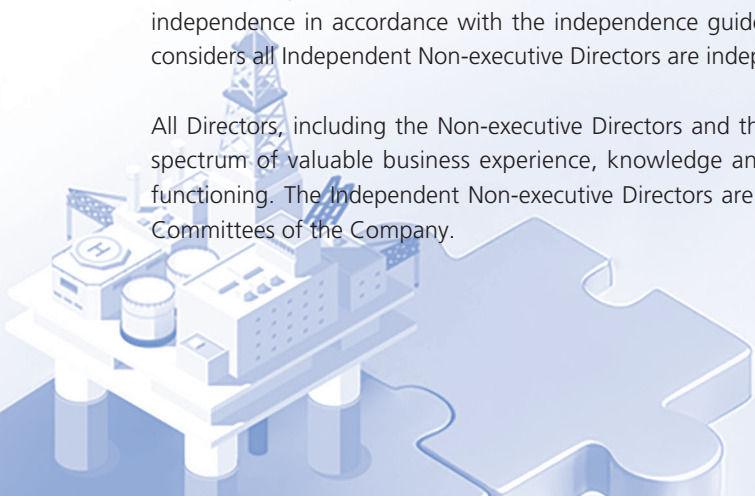 independence in accordance with the independence guide
considers all Independent Non-executive Directors are indep
All Directors, including the Non-executive Directors and th
spectrum of valuable business experience, knowledge an
functioning. The Independent Non-executive Directors are
Committees of the Company.
H